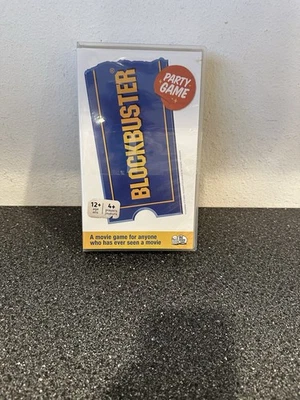 PARTY
GAME
BLOCKBUSTER®
12+
4+
A movie game for anyone
who has ever seen a movie